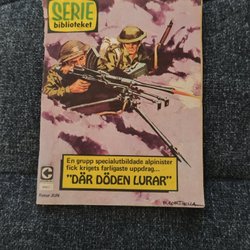 SERIE
biblioteket
En grupp specialutbildade alpinister
fick krigets farligaste uppdrag...
"DÄR DÖDEN LURAR"